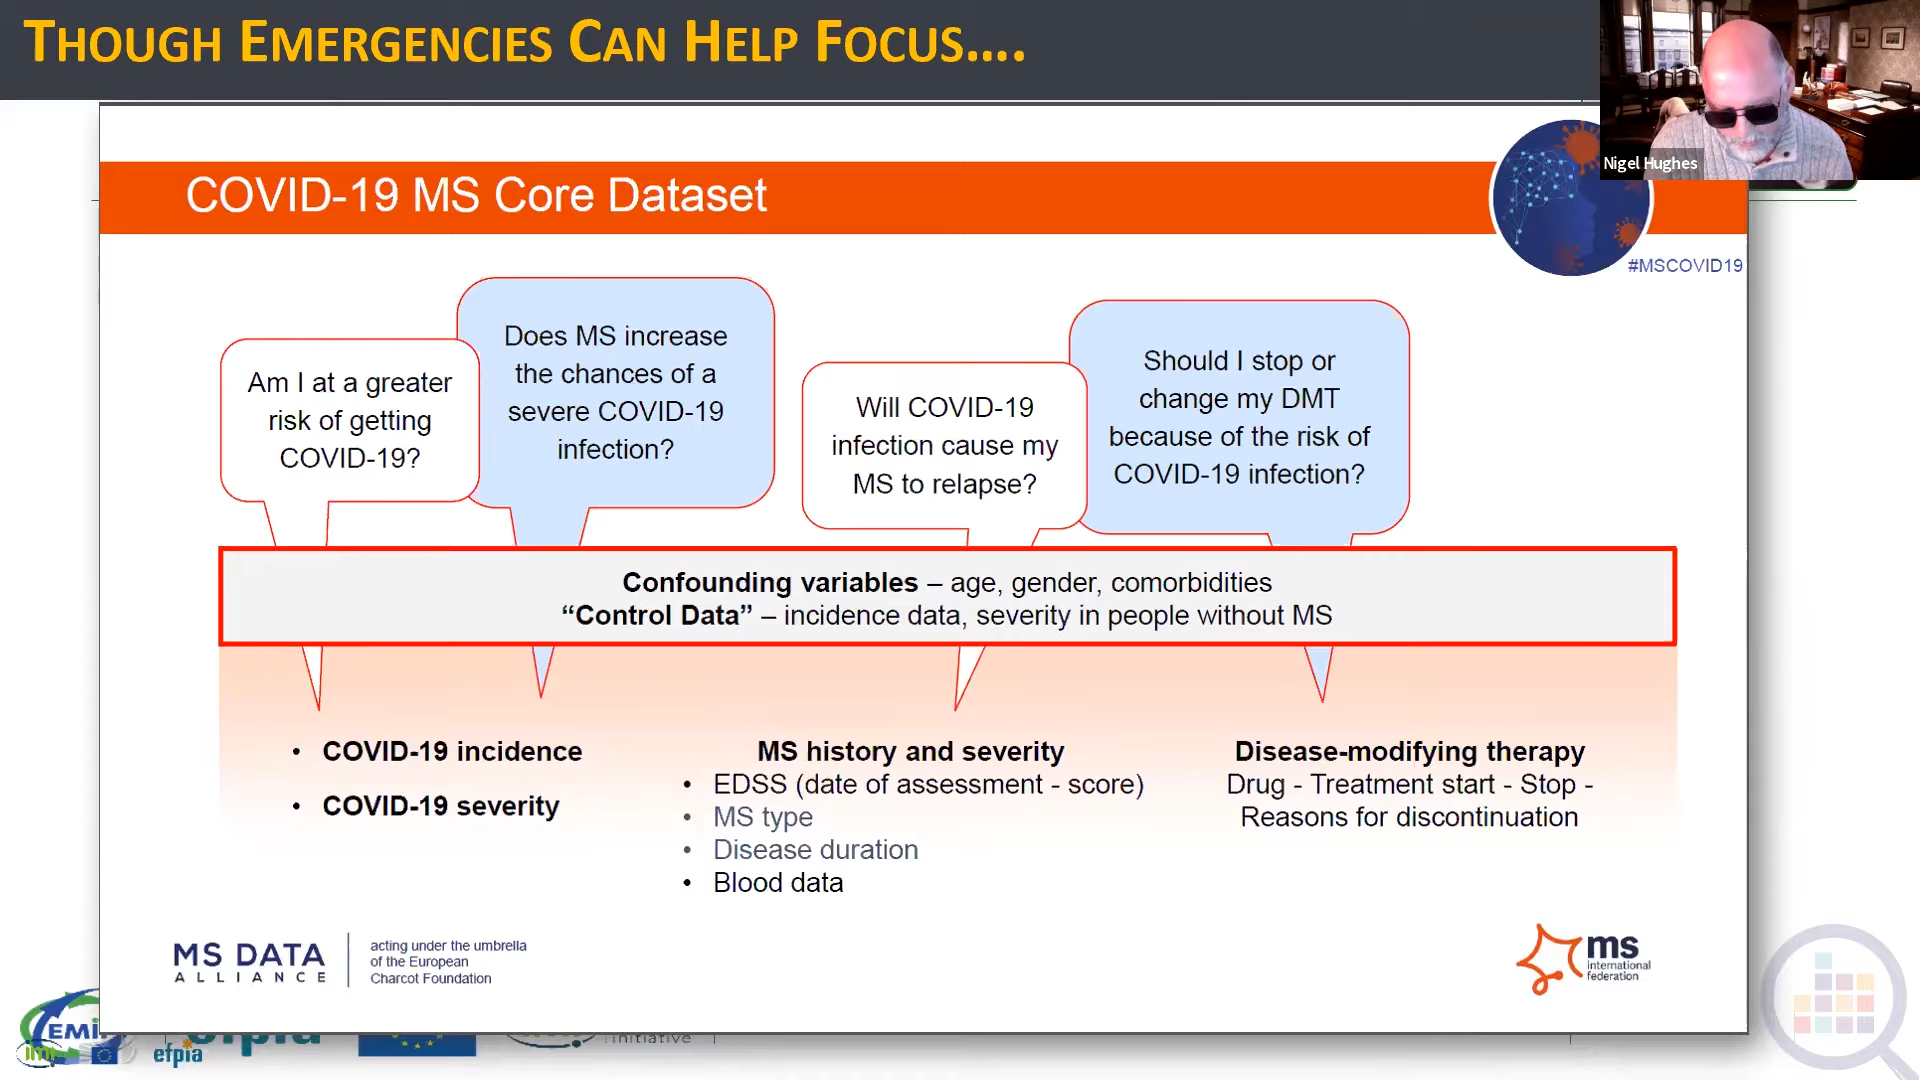 THOUGH EMERGENCIES CAN HELP FOCUS....
Nigel Hughes
COVID-19 MS Core Dataset
#MSCOVID19
Am I at a greater
risk of getting
COVID-19?
Does MS increase
the chances of a
severe COVID-19
infection?
Will COVID-19
infection cause my
MS to relapse?
Should I stop or
change my DMT
because of the risk of
COVID-19 infection?
Confounding variables – age, gender, comorbidities
“Control Data” – incidence data, severity in people without MS
• COVID-19 incidence
• COVID-19 severity
MS history and severity
• EDSS (date of assessment - score)
• MS type
• Disease duration
• Blood data
Disease-modifying therapy
Drug - Treatment start - Stop -
Reasons for discontinuation
MS DATA
ALLIANCE
acting under the umbrella
of the European
Charcot Foundation
ms
international
federation
efpia
efpia
initiative